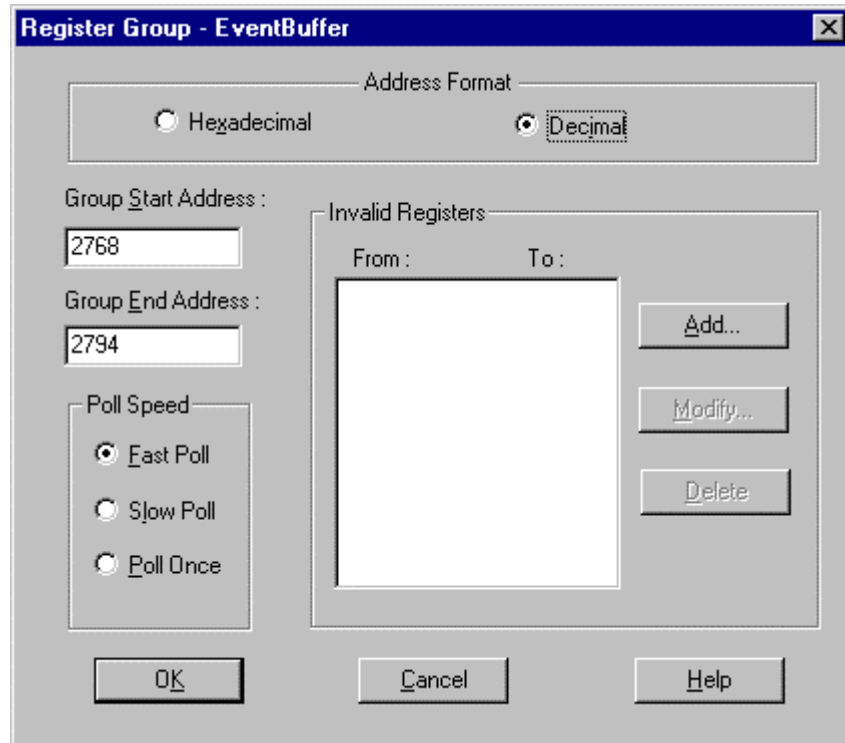 Register Group - EventBuffer
Address Format
Hexadecimal
Decimal
Group Start Address :
2768
Group End Address :
2794
Poll Speed
Fast Poll
Slow Poll
Poll Once
Invalid Registers
From : To :
Add...
Modify...
Delete
OK Cancel Help